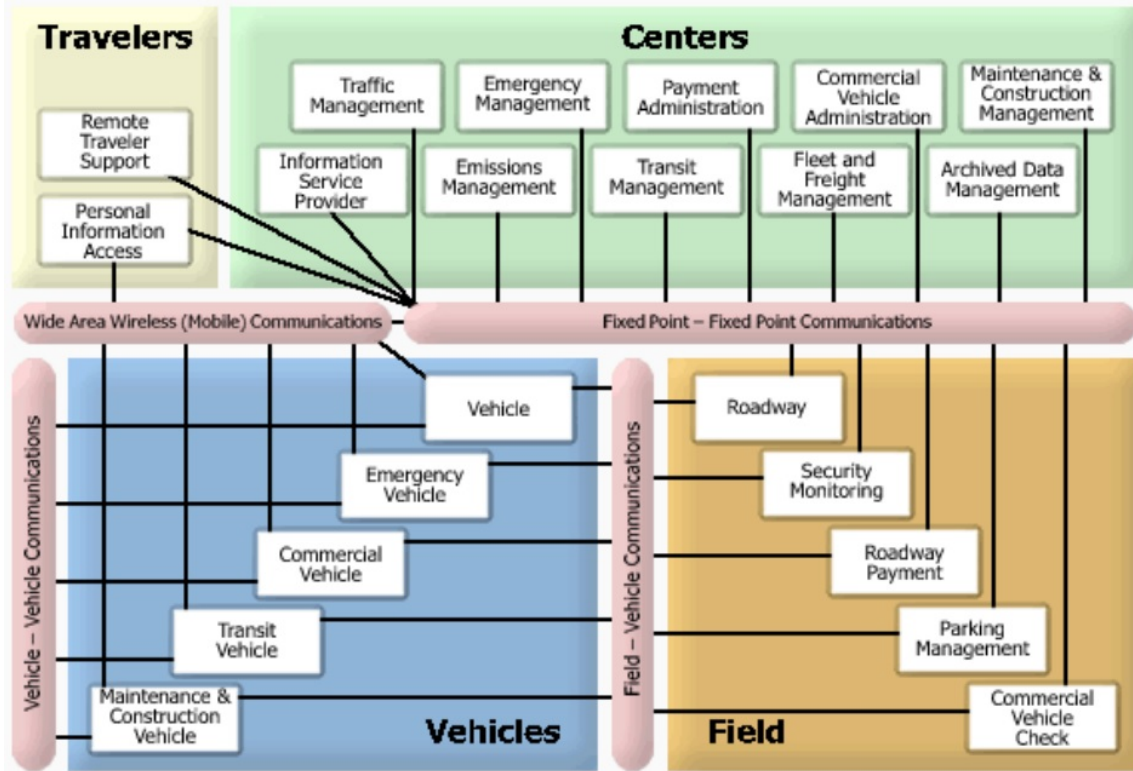 Travelers
Centers
Remote
Traveler
Support
Personal
Information
Access
Traffic
Management
Emergency
Management
Payment
Administration
Commercial
Vehicle
Administration
Maintenance &
Construction
Management
Information
Service
Provider
Emissions
Management
Transit
Management
Fleet and
Freight
Management
Archived Data
Management
Wide Area Wireless (Mobile) Communications
Fixed Point – Fixed Point Communications
Vehicle – Vehicle Communications
Vehicle
Emergency
Vehicle
Commercial
Vehicle
Transit
Vehicle
Maintenance &
Construction
Vehicle
Vehicles
Field – Vehicle Communications
Roadway
Security
Monitoring
Roadway
Payment
Parking
Management
Commercial
Vehicle
Check
Field